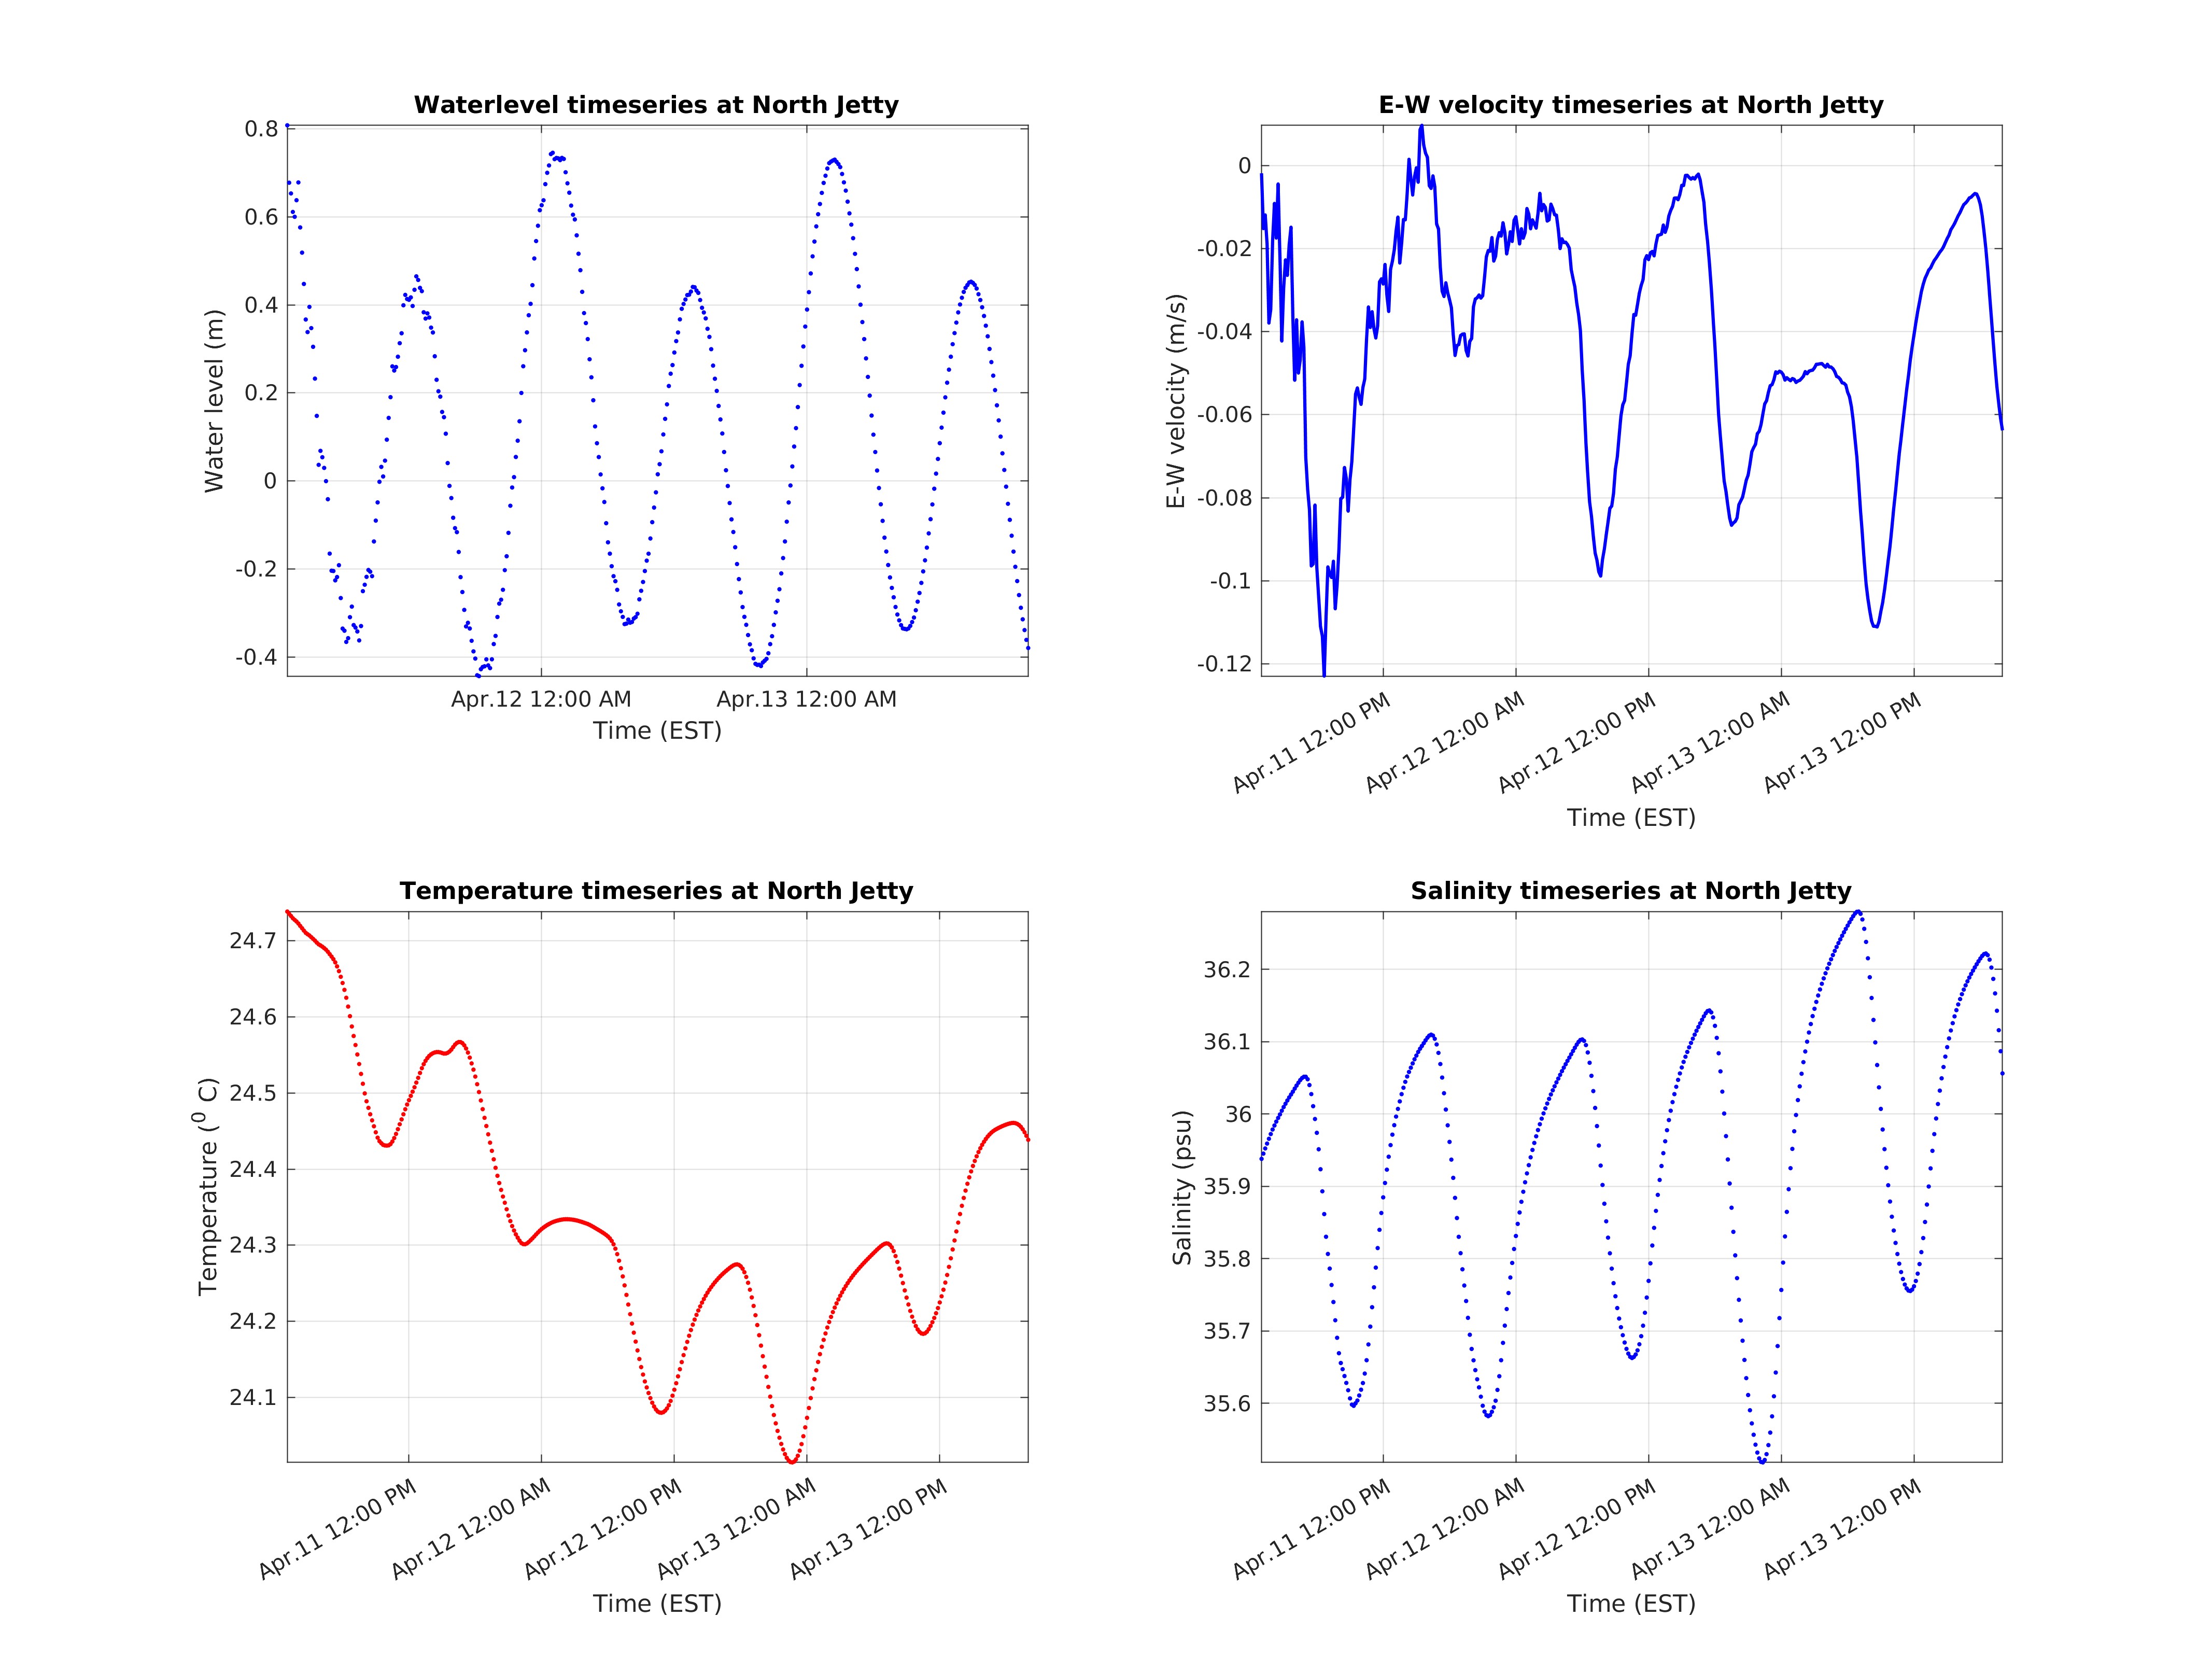 Waterlevel timeseries at North Jetty
0.8
0.6
0.4
0.2
0
-0.2
-0.4
Water level (m)
Apr.12 12:00 AM
Apr.13 12:00 AM
Time (EST)
E-W velocity timeseries at North Jetty
0
-0.02
-0.04
-0.06
-0.08
-0.1
-0.12
E-W velocity (m/s)
Apr.11 12:00 PM
Apr.12 12:00 AM
Apr.12 12:00 PM
Apr.13 12:00 AM
Apr.13 12:00 PM
Time (EST)
Temperature timeseries at North Jetty
24.7
24.6
24.5
24.4
24.3
24.2
24.1
Temperature (⁰ C)
Apr.11 12:00 PM
Apr.12 12:00 AM
Apr.12 12:00 PM
Apr.13 12:00 AM
Apr.13 12:00 PM
Time (EST)
Salinity timeseries at North Jetty
36.2
36.1
36
35.9
35.8
35.7
35.6
Salinity (psu)
Apr.11 12:00 PM
Apr.12 12:00 AM
Apr.12 12:00 PM
Apr.13 12:00 AM
Apr.13 12:00 PM
Time (EST)